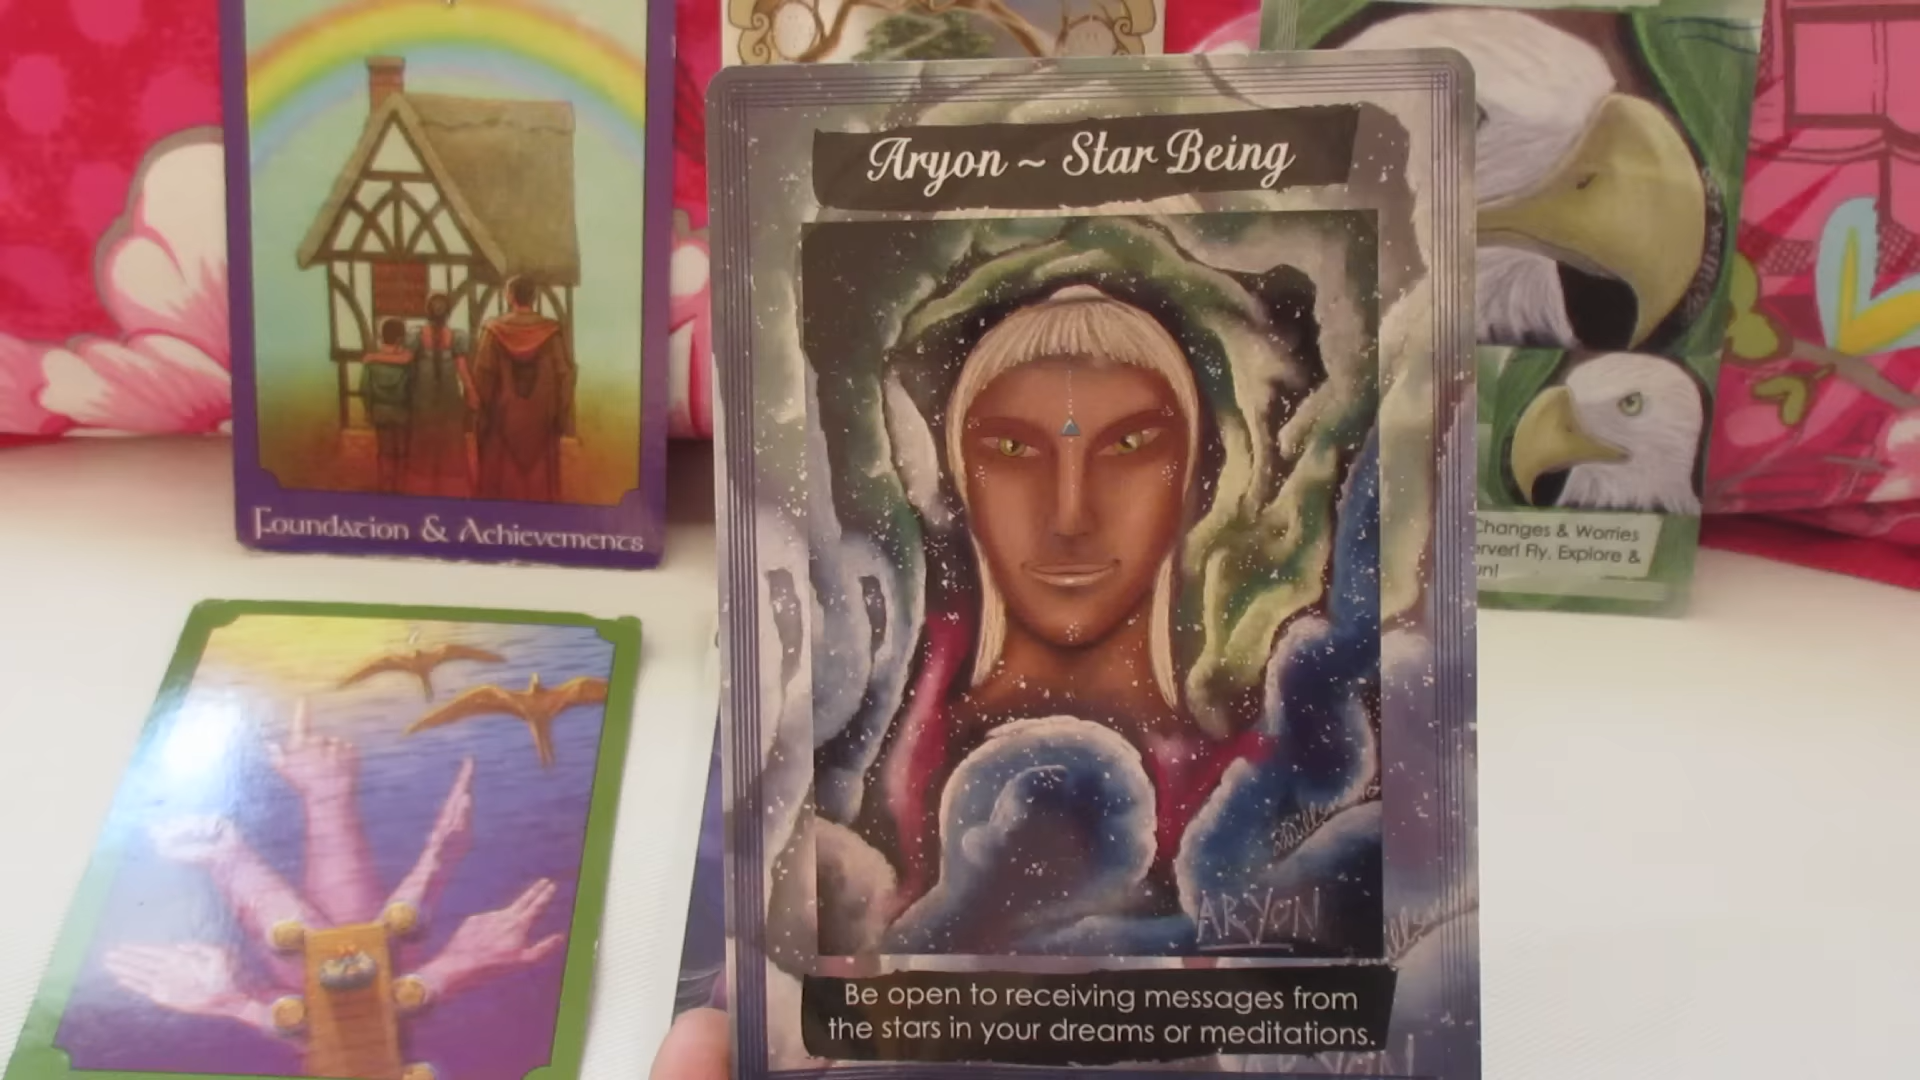 Aryon ~ Star Being
Foundation & Achievements
Changes & Worries
Fly, Explore &
ARYON
Be open to receiving messages from
the stars in your dreams or meditations.